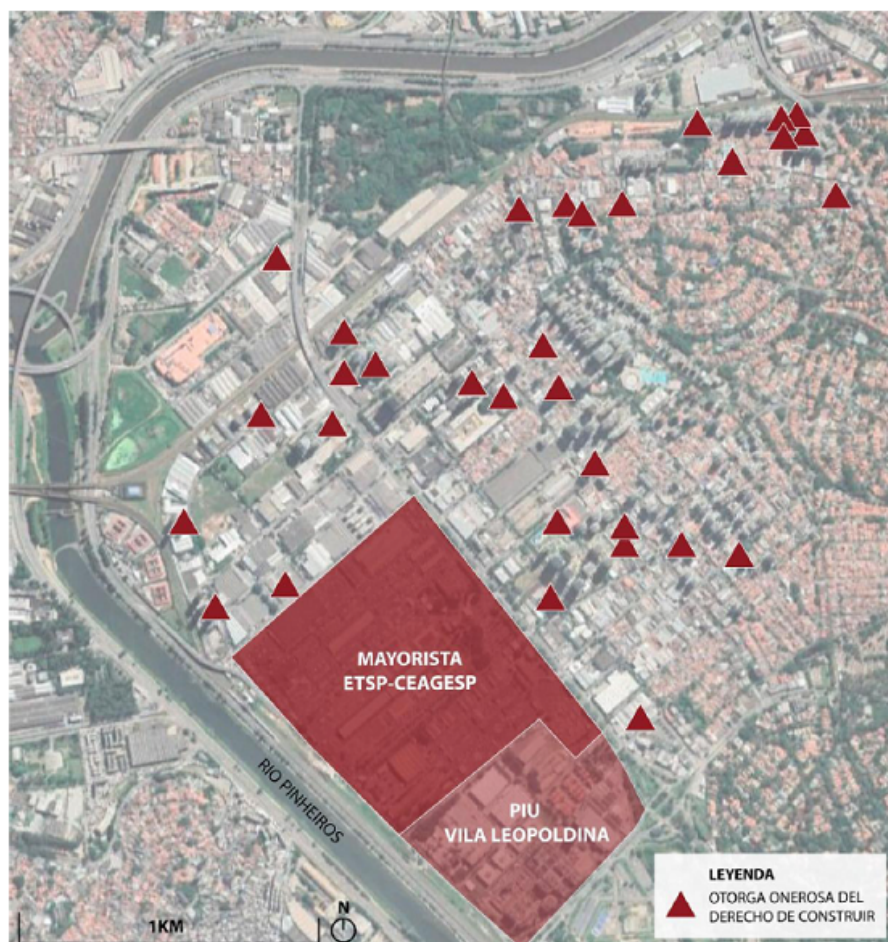 MAYORISTA
ETSP-CEAGESP
RIO PINHEIROS
PIU
VILA LEOPOLDINA
LEYENDA
OTORGA ONEROSA DEL
DERECHO DE CONSTRUIR
1KM
N